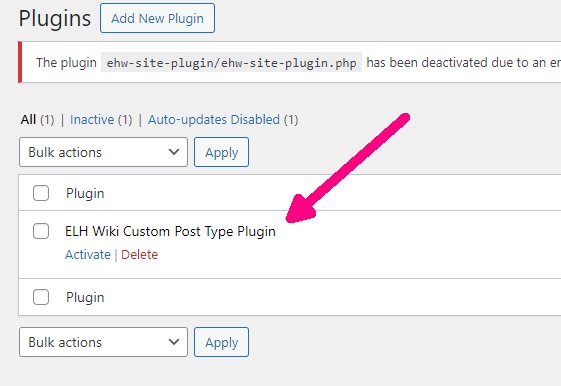 Plugins Add New Plugin
The plugin ehw-site-plugin/ehw-site-plugin.php has been deactivated due to an
All (1) | Inactive (1) | Auto-updates Disabled (1)
Bulk actions Apply
Plugin
ELH Wiki Custom Post Type Plugin
Activate | Delete
Plugin
Bulk actions Apply